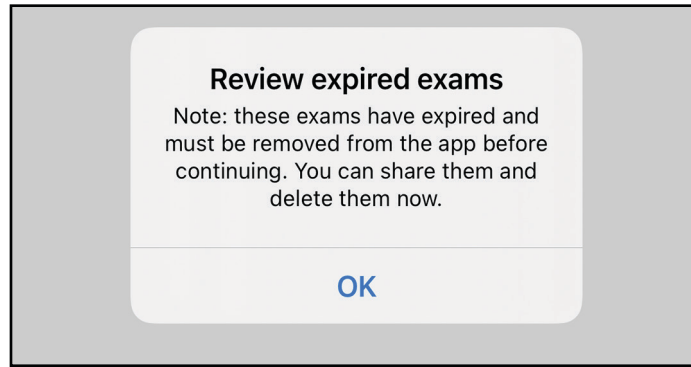 Review expired exams
Note: these exams have expired and
must be removed from the app before
continuing. You can share them and
delete them now.
OK